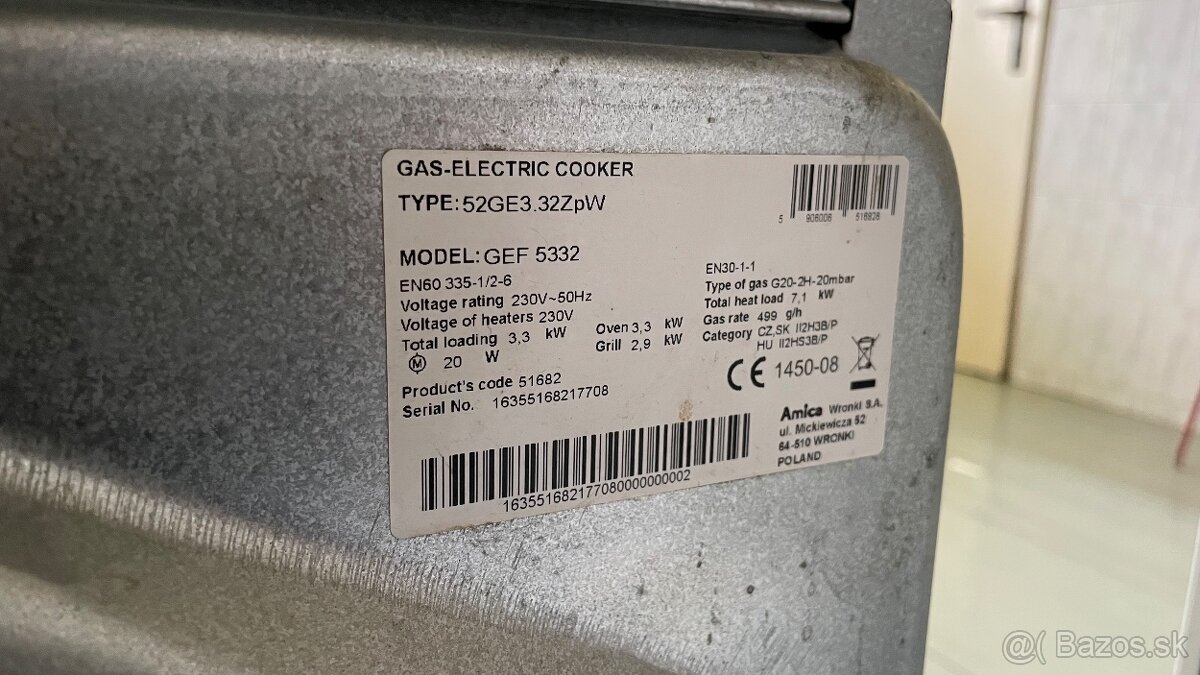 GAS-ELECTRIC COOKER
TYPE: 52GE3.32ZpW
5 906006 516828
MODEL: GEF 5332
EN60 335-1/2-6
Voltage rating 230V~50Hz
Voltage of heaters 230V
Total loading 3,3 kW
Oven 3,3 kW
Grill 2,9 kW
M 20 W
EN30-1-1
Type of gas G20-2H-20mbar
Total heat load 7,1 kW
Gas rate 499 g/h
Category CZ,SK II2H3B/P
HU II2HS3B/P
CE 1450-08
Product's code 51682
Serial No. 16355168217708
163551682177080000000002
Amica Wronki S.A.
ul. Mickiewicza 52
64-510 WRONKI
POLAND
@( Bazos.sk